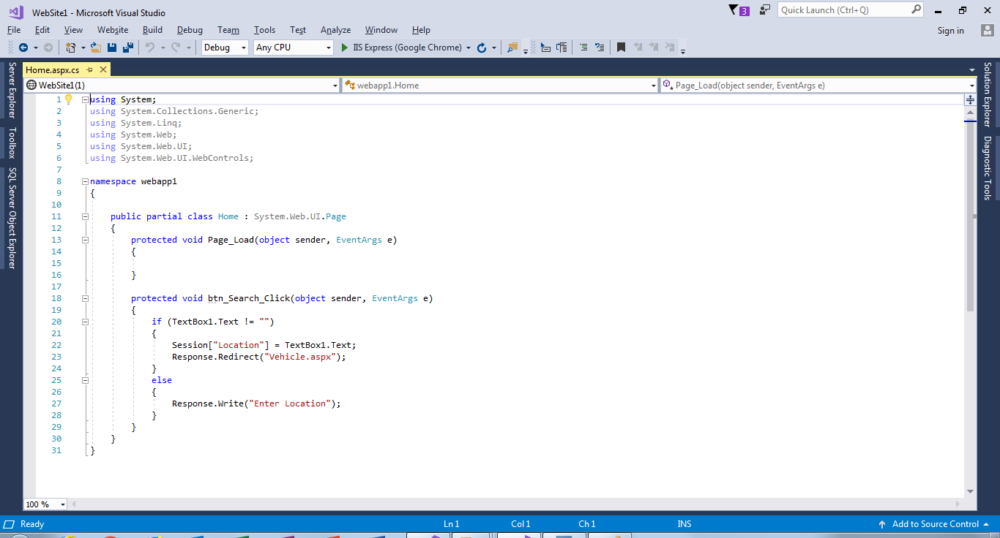 WebSite1 - Microsoft Visual Studio
3
Quick Launch (Ctrl+Q)
File Edit View Website Build Debug Team Tools Test Analyze Window Help
Sign in
Debug Any CPU IIS Express (Google Chrome)
Server Explorer
Toolbox
SQL Server Object Explorer
Home.aspx.cs
WebSite1(1) webapp1.Home Page_Load(object sender, EventArgs e)
1 using System;
2 using System.Collections.Generic;
3 using System.Linq;
4 using System.Web;
5 using System.Web.UI;
6 using System.Web.UI.WebControls;
7
8 namespace webapp1
9 {
10
11 public partial class Home : System.Web.UI.Page
12 {
13 protected void Page_Load(object sender, EventArgs e)
14 {
15
16 }
17
18 protected void btn_Search_Click(object sender, EventArgs e)
19 {
20 if (TextBox1.Text != "")
21 {
22 Session["Location"] = TextBox1.Text;
23 Response.Redirect("Vehicle.aspx");
24 }
25 else
26 {
27 Response.Write("Enter Location");
28 }
29 }
30 }
31 }
Solution Explorer
Diagnostic Tools
100 %
Ready Ln 1 Col 1 Ch 1 INS Add to Source Control